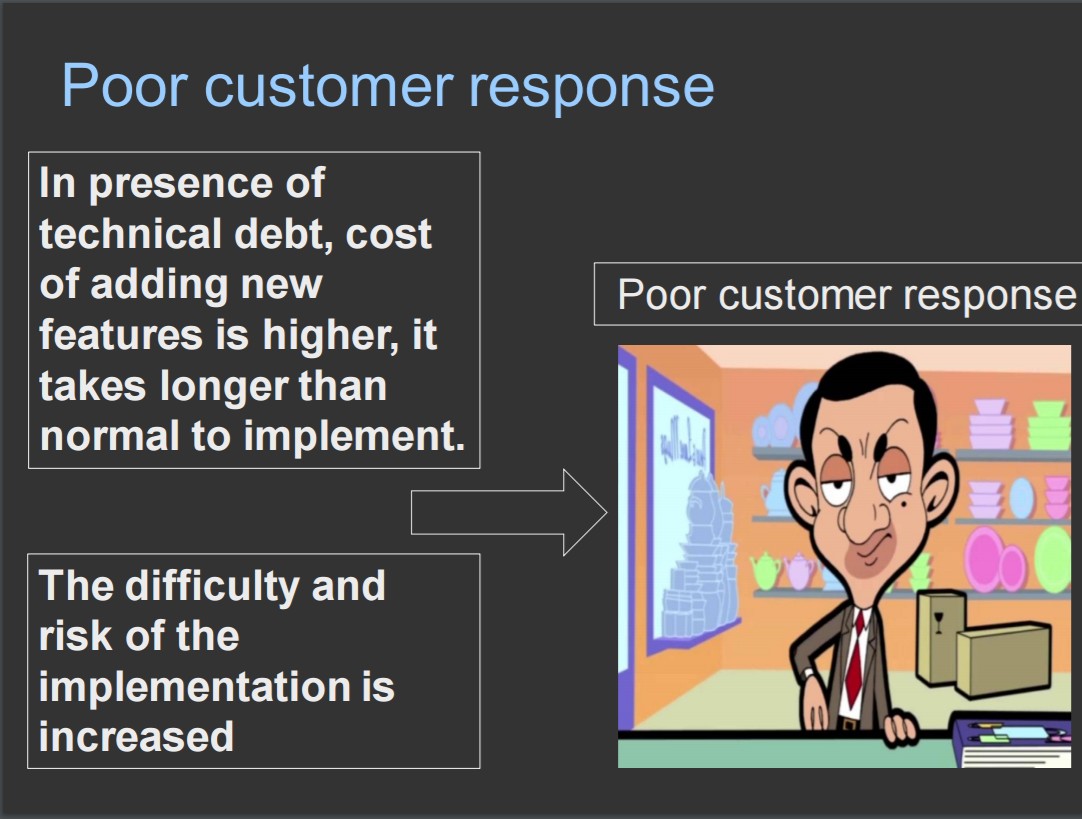 Poor customer response
In presence of
technical debt, cost
of adding new
features is higher, it
takes longer than
normal to implement.
Poor customer response
The difficulty and
risk of the
implementation is
increased